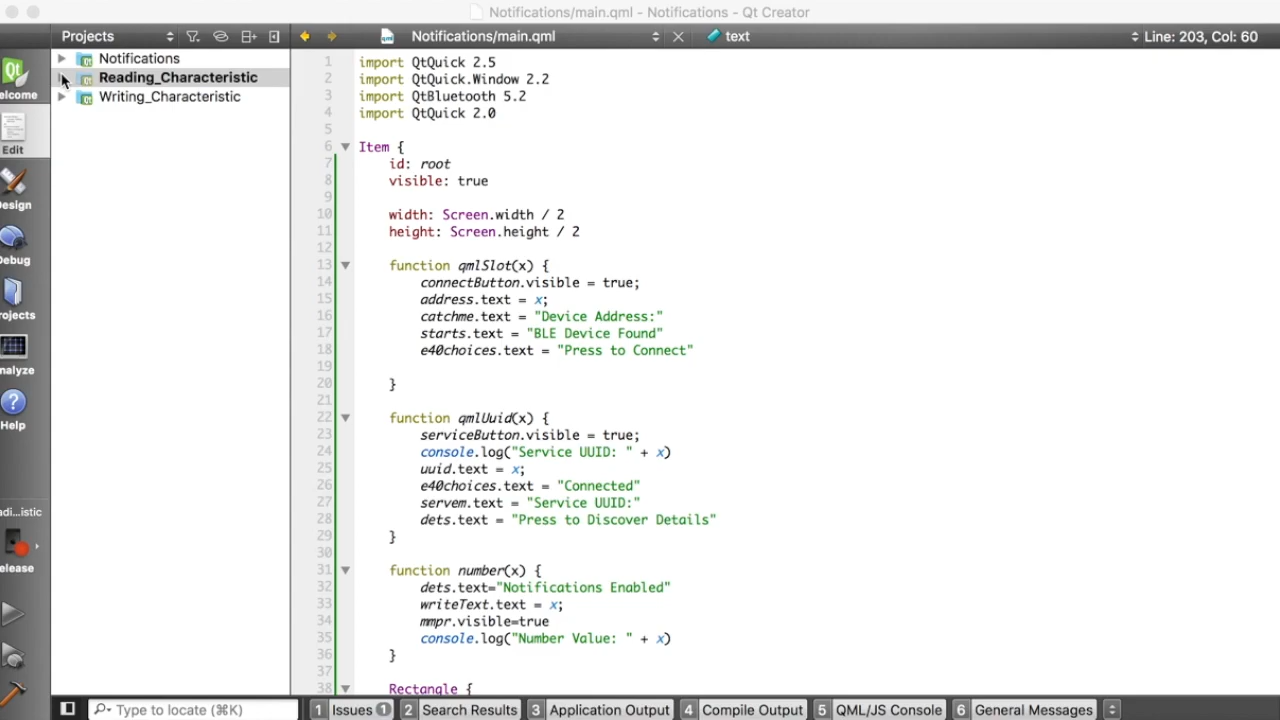 Notifications/main.qml - Notifications - Qt Creator
Projects
Notifications/main.qml
text
Line: 203, Col: 60
Notifications
Reading_Characteristic
Writing_Characteristic
elcome
Edit
esign
ebug
rojects
nalyze
Help
adi...istic
elease
1 import QtQuick 2.5
2 import QtQuick.Window 2.2
3 import QtBluetooth 5.2
4 import QtQuick 2.0
5
6 Item {
7 id: root
8 visible: true
9
10 width: Screen.width / 2
11 height: Screen.height / 2
12
13 function qmlSlot(x) {
14 connectButton.visible = true;
15 address.text = x;
16 catchme.text = "Device Address:"
17 starts.text = "BLE Device Found"
18 e40choices.text = "Press to Connect"
19
20 }
21
22 function qmlUuid(x) {
23 serviceButton.visible = true;
24 console.log("Service UUID: " + x)
25 uuid.text = x;
26 e40choices.text = "Connected"
27 servem.text = "Service UUID:"
28 dets.text = "Press to Discover Details"
29 }
30
31 function number(x) {
32 dets.text="Notifications Enabled"
33 writeText.text = x;
34 mmpr.visible=true
35 console.log("Number Value: " + x)
36 }
37
38 Rectangle {
Type to locate (⌘K)
1 Issues 1 2 Search Results 3 Application Output 4 Compile Output 5 QML/JS Console 6 General Messages